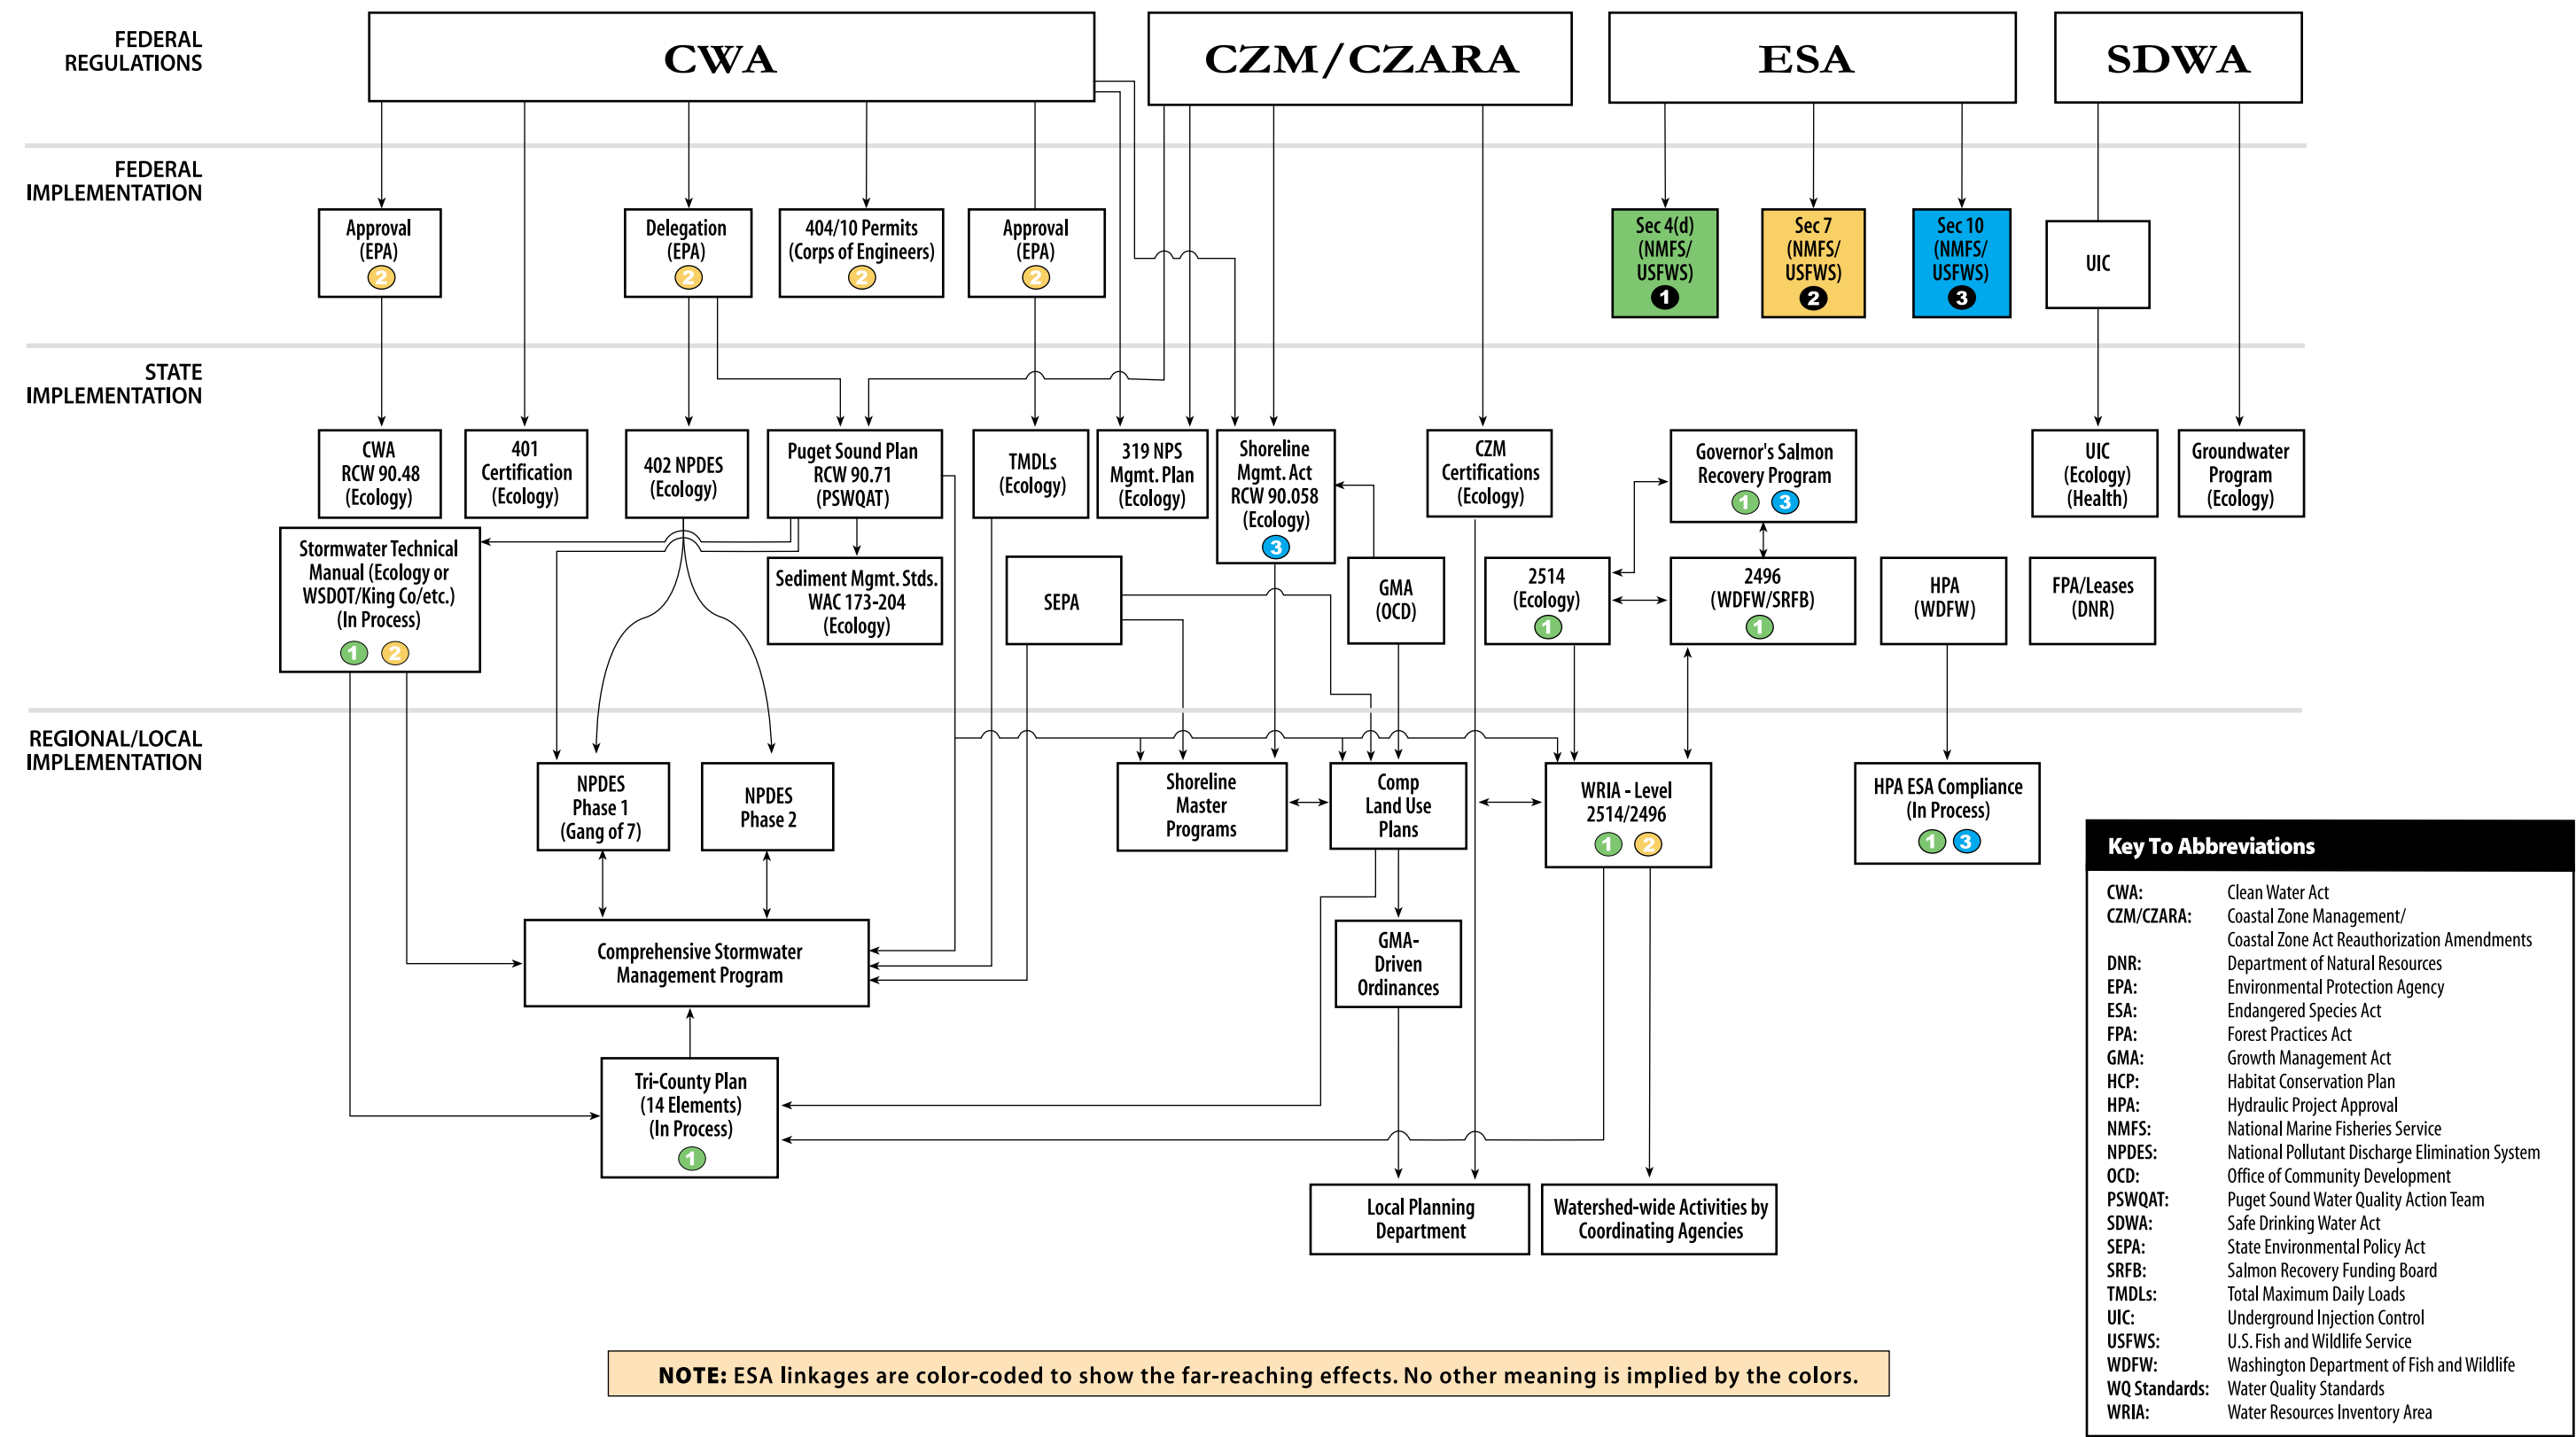 FEDERAL
REGULATIONS
CWA
CZM/CZARA
ESA
SDWA
FEDERAL
IMPLEMENTATION
Approval
(EPA)
2
Delegation
(EPA)
2
404/10 Permits
(Corps of Engineers)
2
Approval
(EPA)
2
Sec 4(d)
(NMFS/
USFWS)
1
Sec 7
(NMFS/
USFWS)
2
Sec 10
(NMFS/
USFWS)
3
UIC
STATE
IMPLEMENTATION
CWA
RCW 90.48
(Ecology)
401
Certification
(Ecology)
402 NPDES
(Ecology)
Puget Sound Plan
RCW 90.71
(PSWQAT)
TMDLs
(Ecology)
319 NPS
Mgmt. Plan
(Ecology)
Shoreline
Mgmt. Act
RCW 90.058
(Ecology)
3
CZM
Certifications
(Ecology)
Governor's Salmon
Recovery Program
1 3
UIC
(Ecology)
(Health)
Groundwater
Program
(Ecology)
Stormwater Technical
Manual (Ecology or
WSDOT/King Co/etc.)
(In Process)
1 2
Sediment Mgmt. Stds.
WAC 173-204
(Ecology)
SEPA
GMA
(OCD)
2514
(Ecology)
1
2496
(WDFW/SRFB)
1
HPA
(WDFW)
FPA/Leases
(DNR)
REGIONAL/LOCAL
IMPLEMENTATION
NPDES
Phase 1
(Gang of 7)
NPDES
Phase 2
Shoreline
Master
Programs
Comp
Land Use
Plans
WRIA - Level
2514/2496
1 2
HPA ESA Compliance
(In Process)
1 3
Comprehensive Stormwater
Management Program
GMA-
Driven
Ordinances
Tri-County Plan
(14 Elements)
(In Process)
1
Local Planning
Department
Watershed-wide Activities by
Coordinating Agencies
Key To Abbreviations
CWA: Clean Water Act
CZM/CZARA: Coastal Zone Management/
Coastal Zone Act Reauthorization Amendments
DNR: Department of Natural Resources
EPA: Environmental Protection Agency
ESA: Endangered Species Act
FPA: Forest Practices Act
GMA: Growth Management Act
HCP: Habitat Conservation Plan
HPA: Hydraulic Project Approval
NMFS: National Marine Fisheries Service
NPDES: National Pollutant Discharge Elimination System
OCD: Office of Community Development
PSWQAT: Puget Sound Water Quality Action Team
SDWA: Safe Drinking Water Act
SEPA: State Environmental Policy Act
SRFB: Salmon Recovery Funding Board
TMDLs: Total Maximum Daily Loads
UIC: Underground Injection Control
USFWS: U.S. Fish and Wildlife Service
WDFW: Washington Department of Fish and Wildlife
WQ Standards: Water Quality Standards
WRIA: Water Resources Inventory Area
NOTE: ESA linkages are color-coded to show the far-reaching effects. No other meaning is implied by the colors.